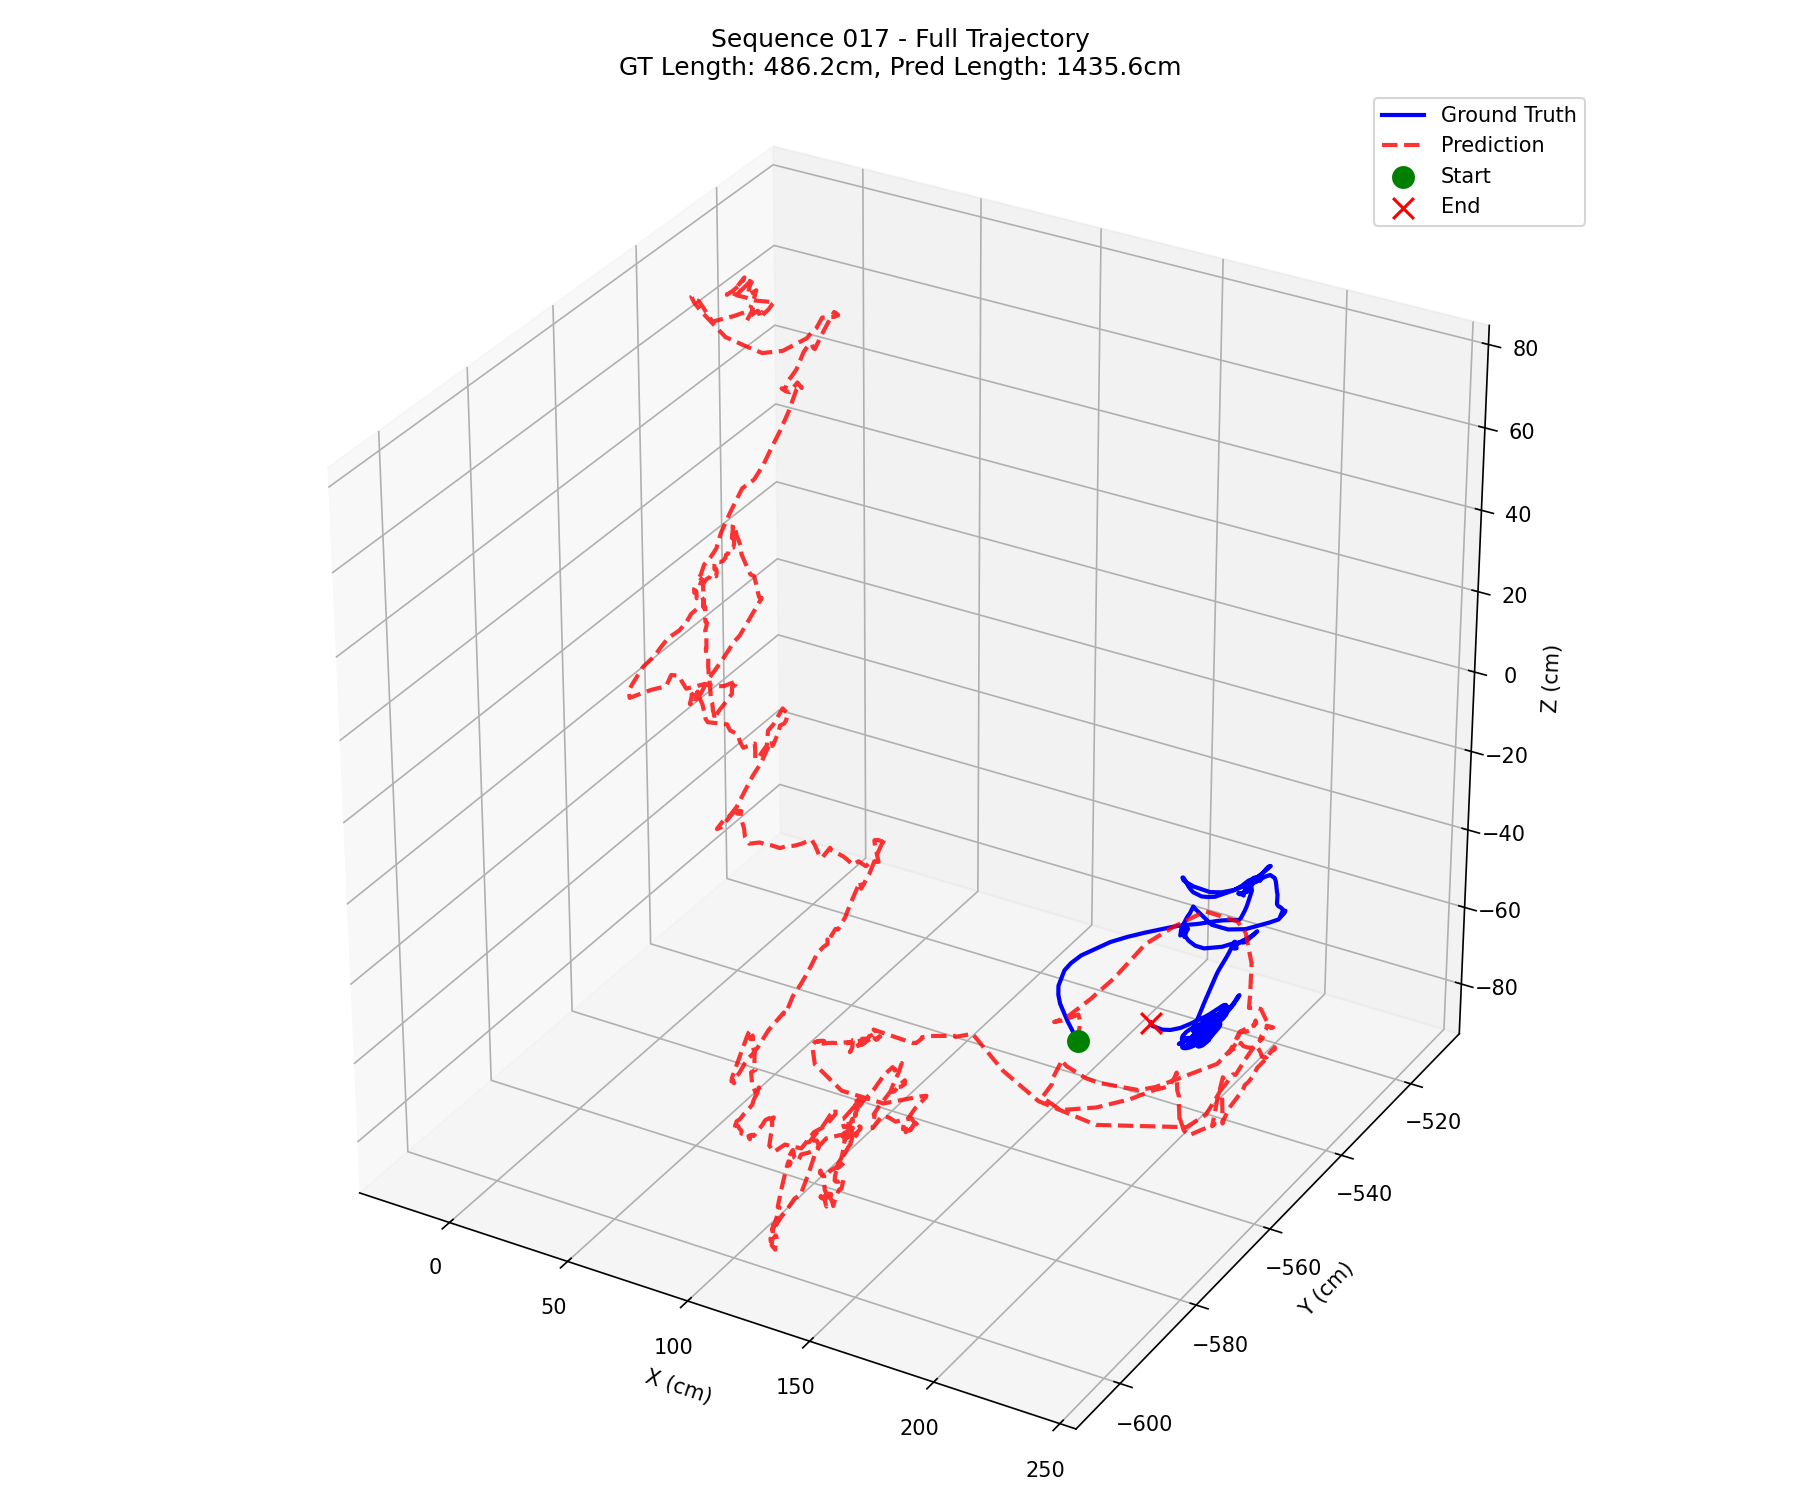 Sequence 017 - Full Trajectory
GT Length: 486.2cm, Pred Length: 1435.6cm
Ground Truth
Prediction
Start
End
80
60
40
20
0
−20
−40
−60
−80
Z (cm)
−520
−540
−560
−580
−600
Y (cm)
0
50
100
150
200
250
X (cm)